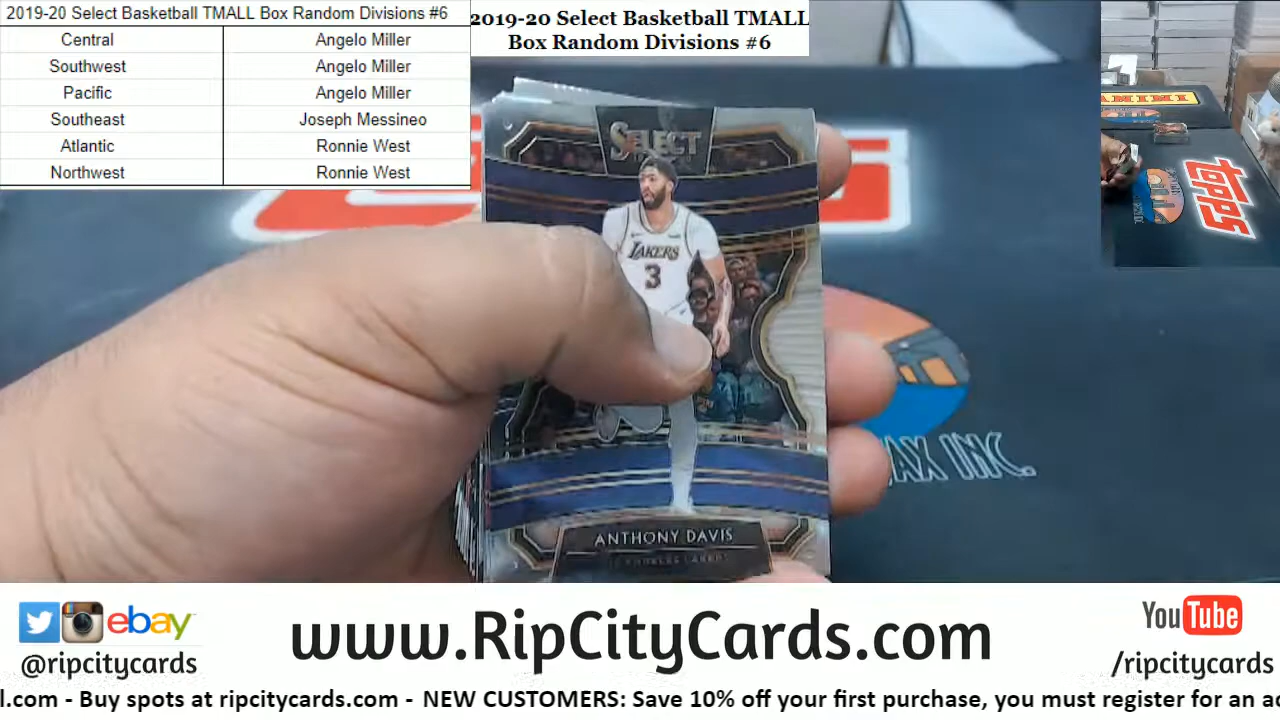 2019-20 Select Basketball TMALL Box Random Divisions #6
Central Angelo Miller
Southwest Angelo Miller
Pacific Angelo Miller
Southeast Joseph Messineo
Atlantic Ronnie West
Northwest Ronnie West
2019-20 Select Basketball TMALL
Box Random Divisions #6
PANINI
topps
SELECT
LAKERS
3
AX INC.
ANTHONY DAVIS
ebay
@ripcitycards
www.RipCityCards.com
YouTube
/ripcitycards
l.com - Buy spots at ripcitycards.com - NEW CUSTOMERS: Save 10% off your first purchase, you must register for an ac